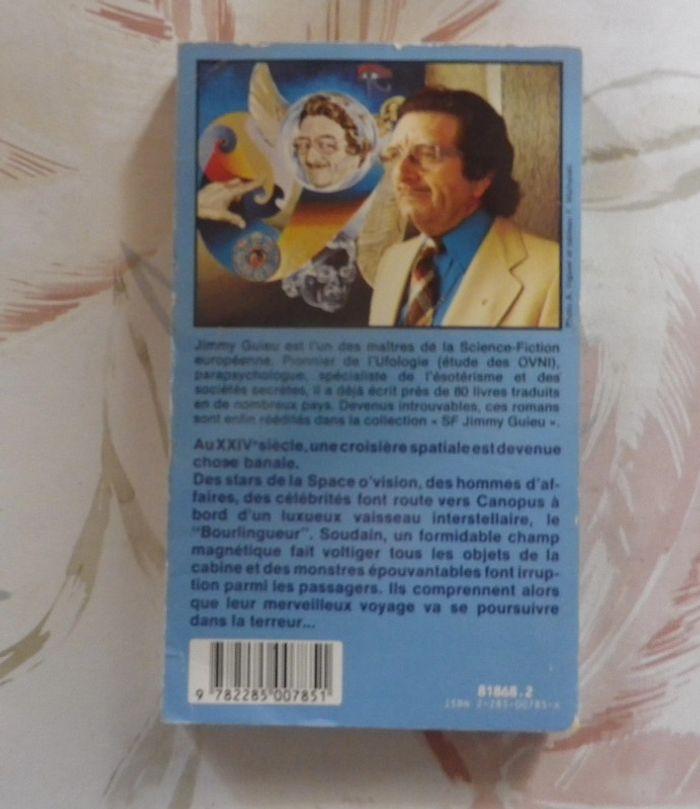 Jimmy Guieu est l'un des maîtres de la Science-Fiction
européenne. Pionnier de l'Ufologie (étude des OVNI),
parapsychologue, spécialiste de l'ésotérisme et des
sociétés secrètes, il a déjà écrit près de 80 livres traduits
en de nombreux pays. Devenus introuvables, ces romans
sont enfin réédités dans la collection « SF Jimmy Guieu ».
Au XXIVe siècle, une croisière spatiale est devenue
chose banale.
Des stars de la Space o'vision, des hommes d'af-
faires, des célébrités font route vers Canopus à
bord d'un luxueux vaisseau interstellaire, le
"Bourlingueur". Soudain, un formidable champ
magnétique fait voltiger tous les objets de la
cabine et des monstres épouvantables font irrup-
tion parmi les passagers. Ils comprennent alors
que leur merveilleux voyage va se poursuivre
dans la terreur...
9 782285 007851
81868.2
ISBN 2-285-00785-X